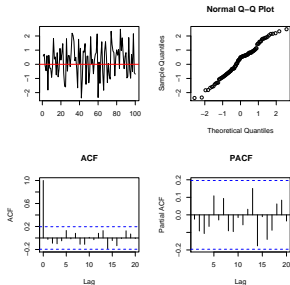 Normal Q−Q Plot
2
1
0
−1
−2
0 20 40 60 80 100
Sample Quantiles
2
1
0
−1
−2
−2 −1 0 1 2
Theoretical Quantiles
ACF
ACF
1.0
0.6
0.2
−0.2
0 5 10 15 20
Lag
PACF
Partial ACF
0.2
0.1
0.0
−0.2
0 5 10 15 20
Lag